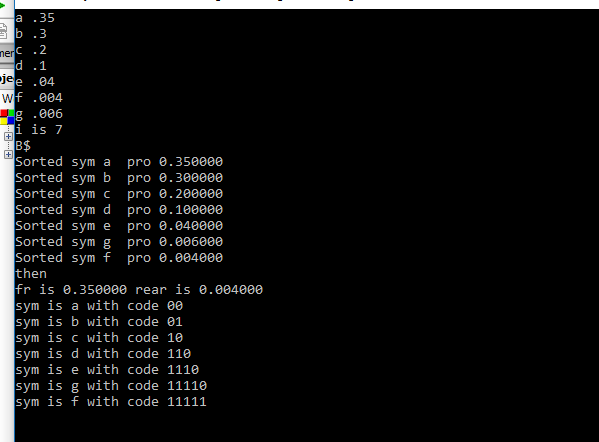 a .35
b .3
c .2
d .1
e .04
f .004
g .006
i is 7
B$
Sorted sym a  pro 0.350000
Sorted sym b  pro 0.300000
Sorted sym c  pro 0.200000
Sorted sym d  pro 0.100000
Sorted sym e  pro 0.040000
Sorted sym g  pro 0.006000
Sorted sym f  pro 0.004000
then
fr is 0.350000 rear is 0.004000
sym is a with code 00
sym is b with code 01
sym is c with code 10
sym is d with code 110
sym is e with code 1110
sym is g with code 11110
sym is f with code 11111